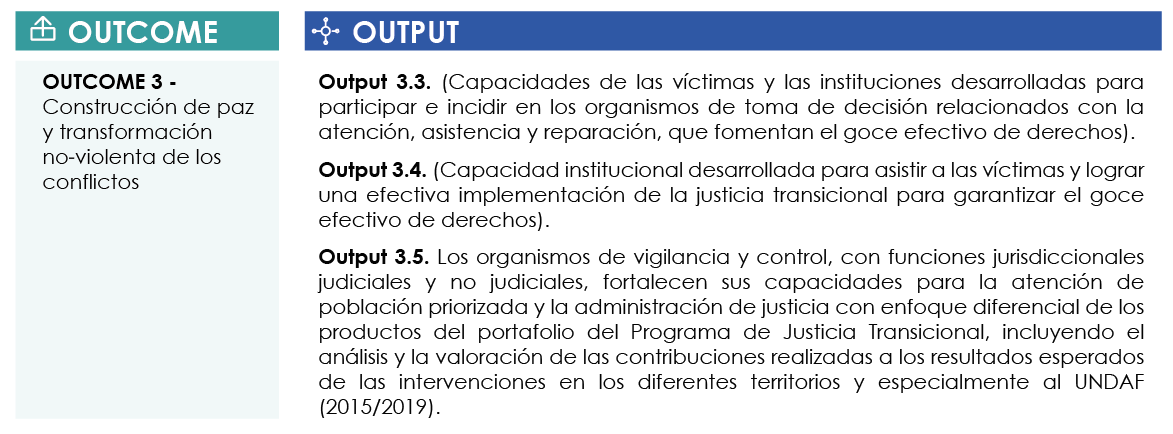 OUTCOME
OUTCOME 3 -
Construcción de paz
y transformación
no-violenta de los
conflictos
OUTPUT
Output 3.3. (Capacidades de las víctimas y las instituciones desarrolladas para
participar e incidir en los organismos de toma de decisión relacionados con la
atención, asistencia y reparación, que fomentan el goce efectivo de derechos).
Output 3.4. (Capacidad institucional desarrollada para asistir a las víctimas y lograr
una efectiva implementación de la justicia transicional para garantizar el goce
efectivo de derechos).
Output 3.5. Los organismos de vigilancia y control, con funciones jurisdiccionales
judiciales y no judiciales, fortalecen sus capacidades para la atención de
población priorizada y la administración de justicia con enfoque diferencial de los
productos del portafolio del Programa de Justicia Transicional, incluyendo el
análisis y la valoración de las contribuciones realizadas a los resultados esperados
de las intervenciones en los diferentes territorios y especialmente al UNDAF
(2015/2019).